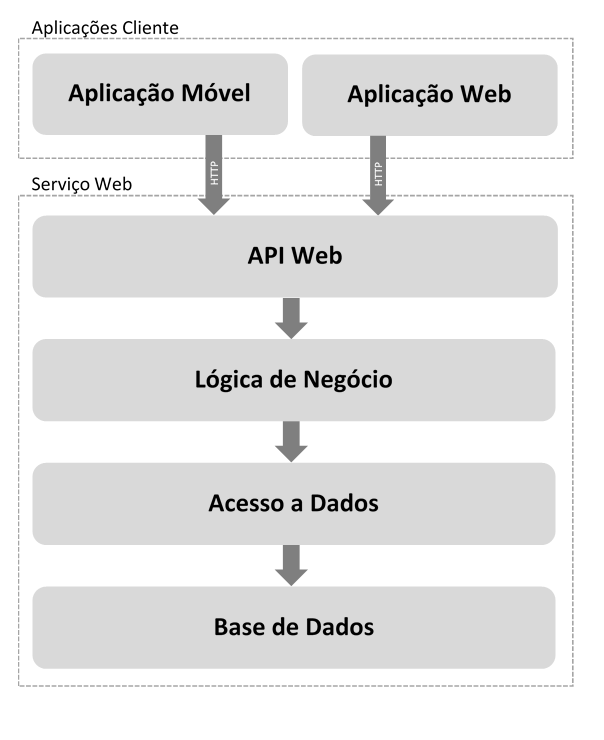 Aplicações Cliente
Aplicação Móvel
Aplicação Web
HTTP
HTTP
Serviço Web
API Web
Lógica de Negócio
Acesso a Dados
Base de Dados